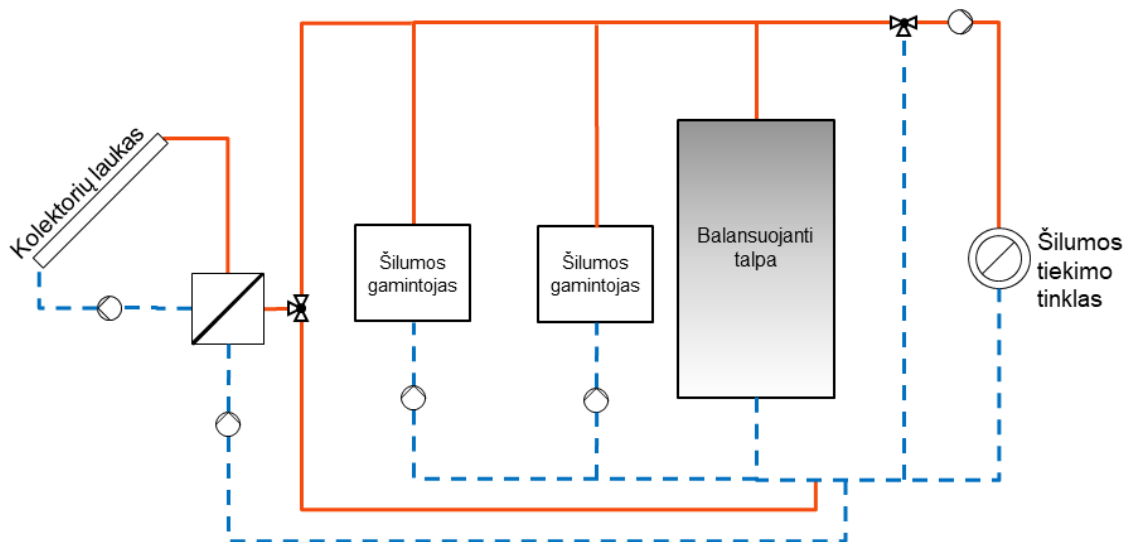 Kolektorių laukas
Šilumos
gamintojas
Šilumos
gamintojas
Balansuojanti
talpa
Šilumos
tiekimo
tinklas